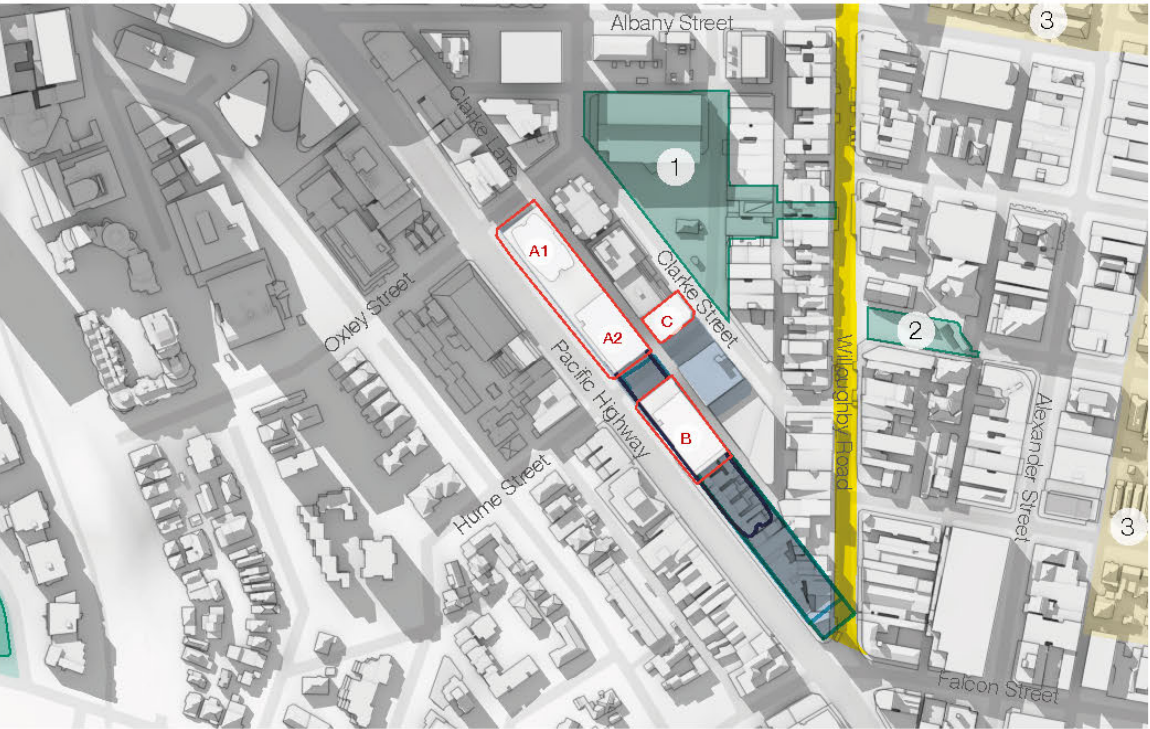 Albany Street
3
Clarke Lane
1
A1
Clarke Street
C
Oxley Street
A2
2
Pacific Highway
Willoughby Road
B
Alexander Street
Hume Street
3
Falcon Street